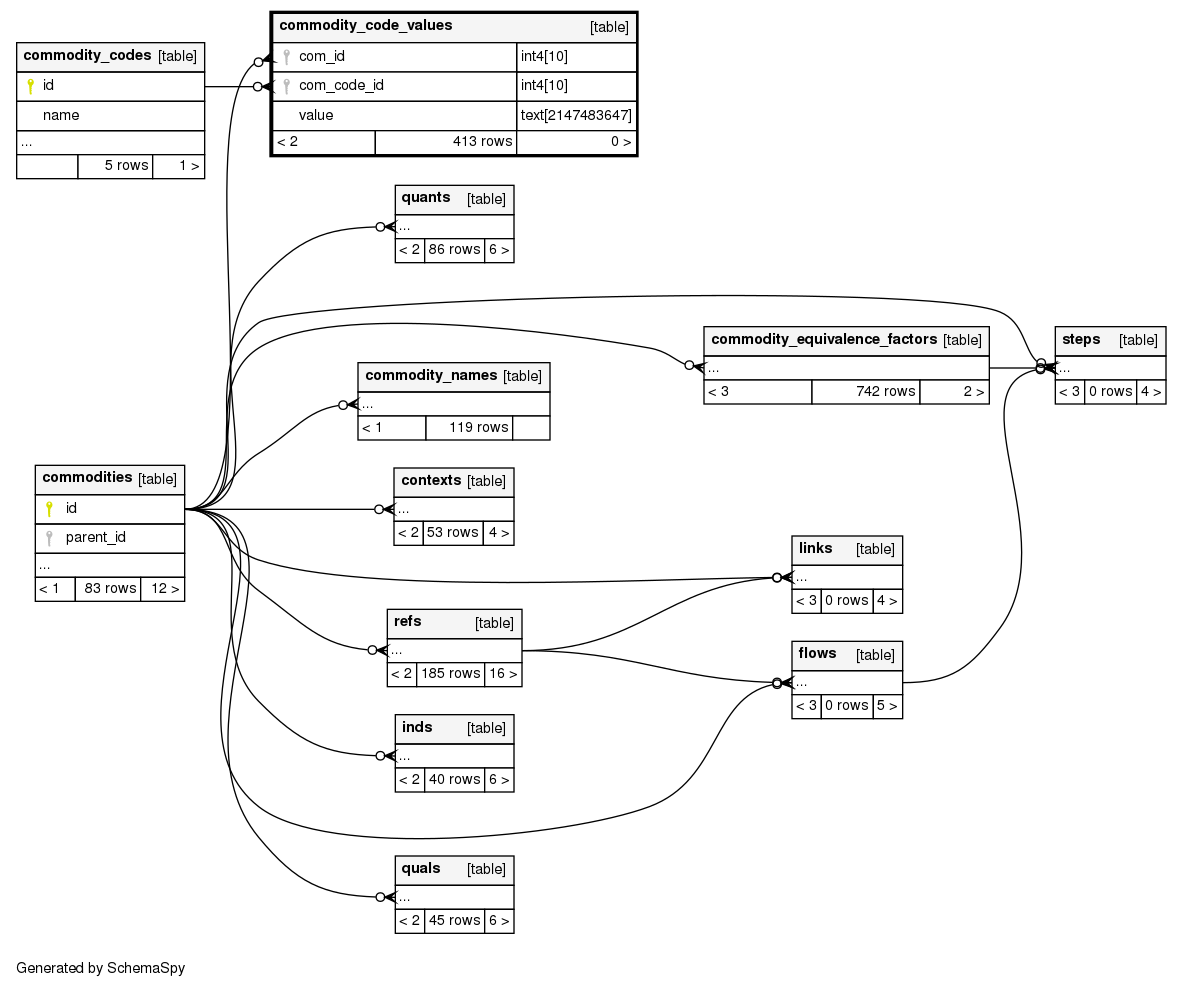 commodity_codes [table]
id
name
...
5 rows 1 >
commodity_code_values [table]
com_id int4[10]
com_code_id int4[10]
value text[2147483647]
< 2 413 rows 0 >
quants [table]
...
< 2 86 rows 6 >
commodity_equivalence_factors [table]
...
< 3 742 rows 2 >
steps [table]
...
< 3 0 rows 4 >
commodity_names [table]
...
< 1 119 rows
commodities [table]
id
parent_id
...
< 1 83 rows 12 >
contexts [table]
...
< 2 53 rows 4 >
links [table]
...
< 3 0 rows 4 >
refs [table]
...
< 2 185 rows 16 >
flows [table]
...
< 3 0 rows 5 >
inds [table]
...
< 2 40 rows 6 >
quals [table]
...
< 2 45 rows 6 >
Generated by SchemaSpy